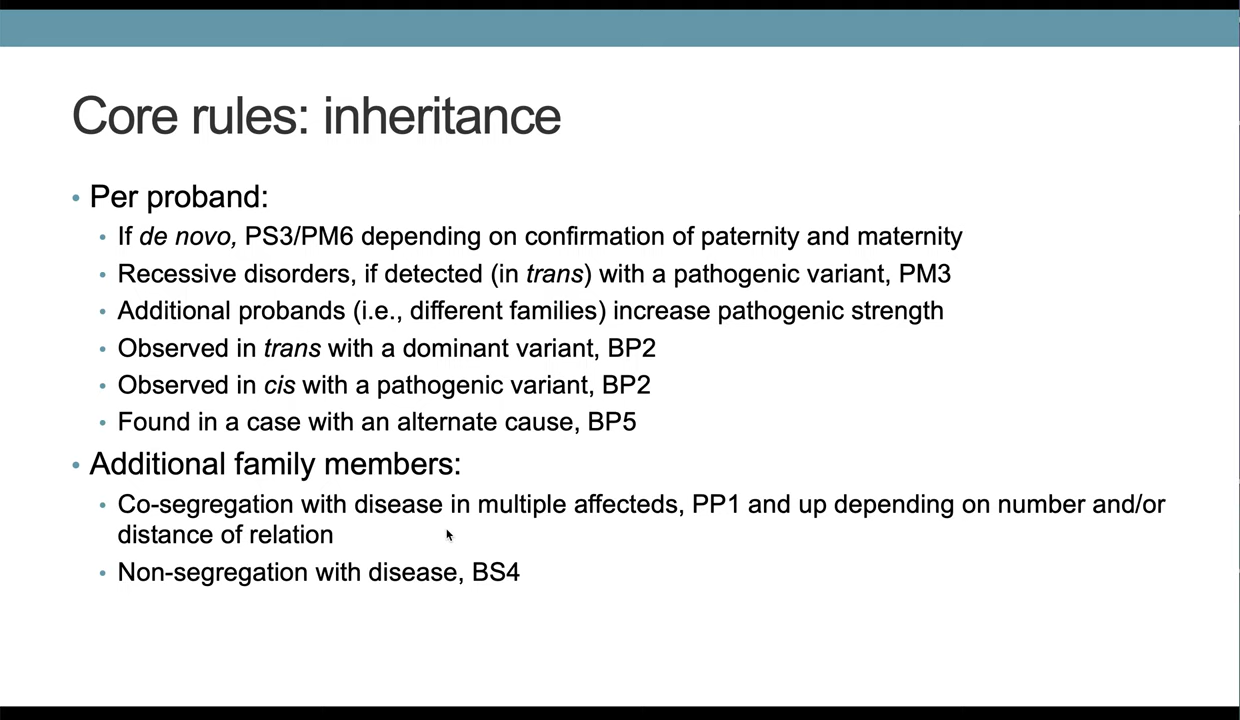 Core rules: inheritance
• Per proband:
• If de novo, PS3/PM6 depending on confirmation of paternity and maternity
• Recessive disorders, if detected (in trans) with a pathogenic variant, PM3
• Additional probands (i.e., different families) increase pathogenic strength
• Observed in trans with a dominant variant, BP2
• Observed in cis with a pathogenic variant, BP2
• Found in a case with an alternate cause, BP5
• Additional family members:
• Co-segregation with disease in multiple affecteds, PP1 and up depending on number and/or
distance of relation
• Non-segregation with disease, BS4